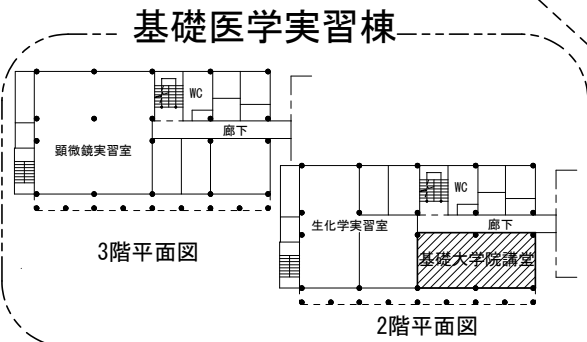 基礎医学実習棟
WC
廊下
顕微鏡実習室
3階平面図
WC
生化学実習室
廊下
基礎大学院講堂
2階平面図